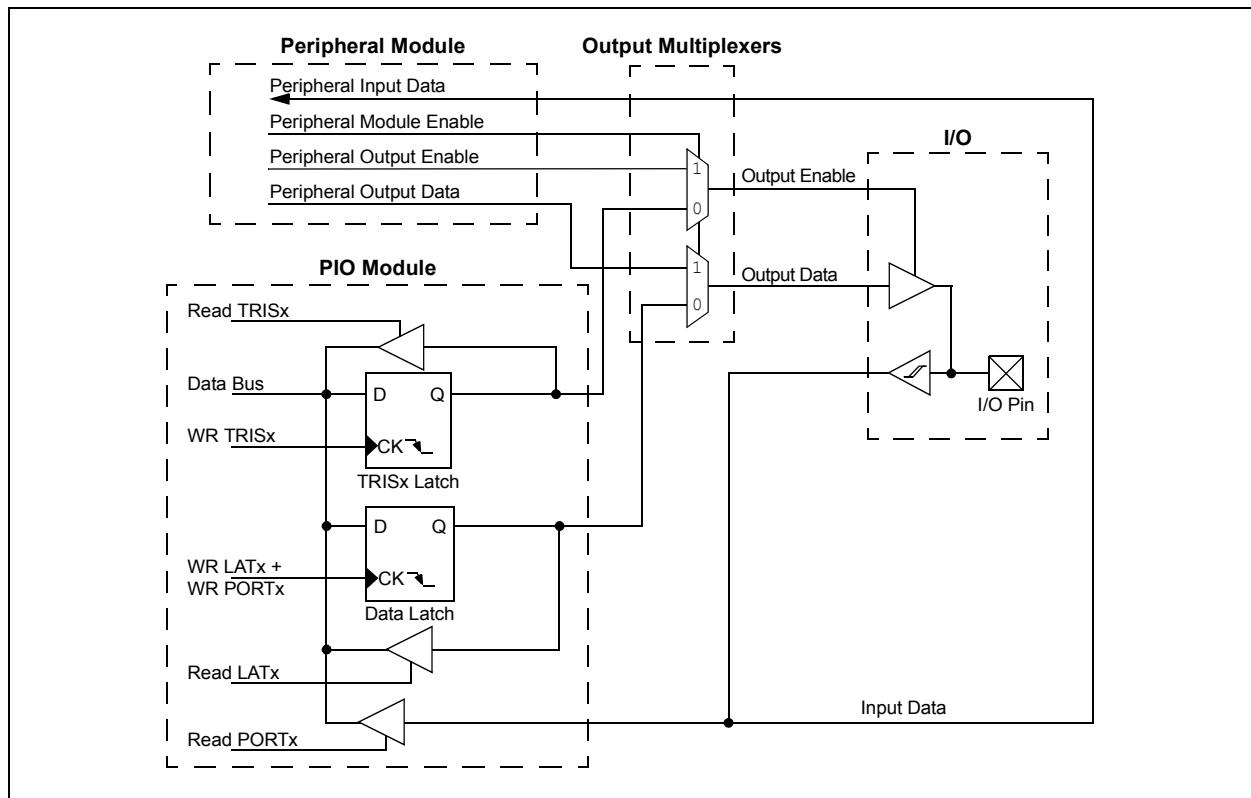 Peripheral Module
Output Multiplexers
Peripheral Input Data
Peripheral Module Enable
Peripheral Output Enable
Peripheral Output Data
1
0
1
0
Output Enable
Output Data
I/O
I/O Pin
PIO Module
Read TRISx
Data Bus
D
Q
WR TRISx
CK
TRISx Latch
D
Q
WR LATx +
WR PORTx
CK
Data Latch
Read LATx
Read PORTx
Input Data